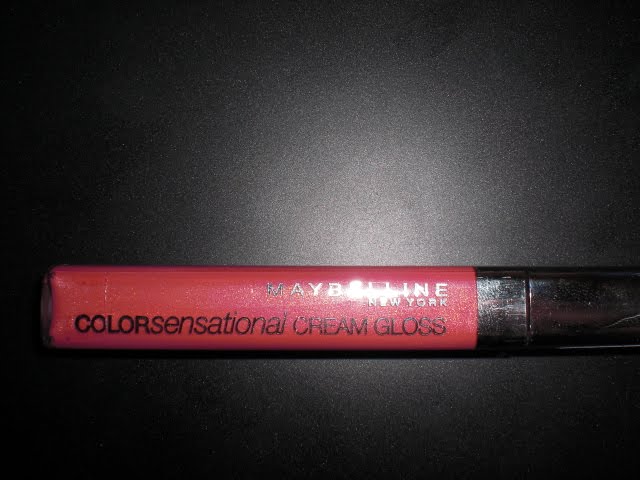 MAYBELLINE
NEW YORK
COLORsensational CREAM GLOSS